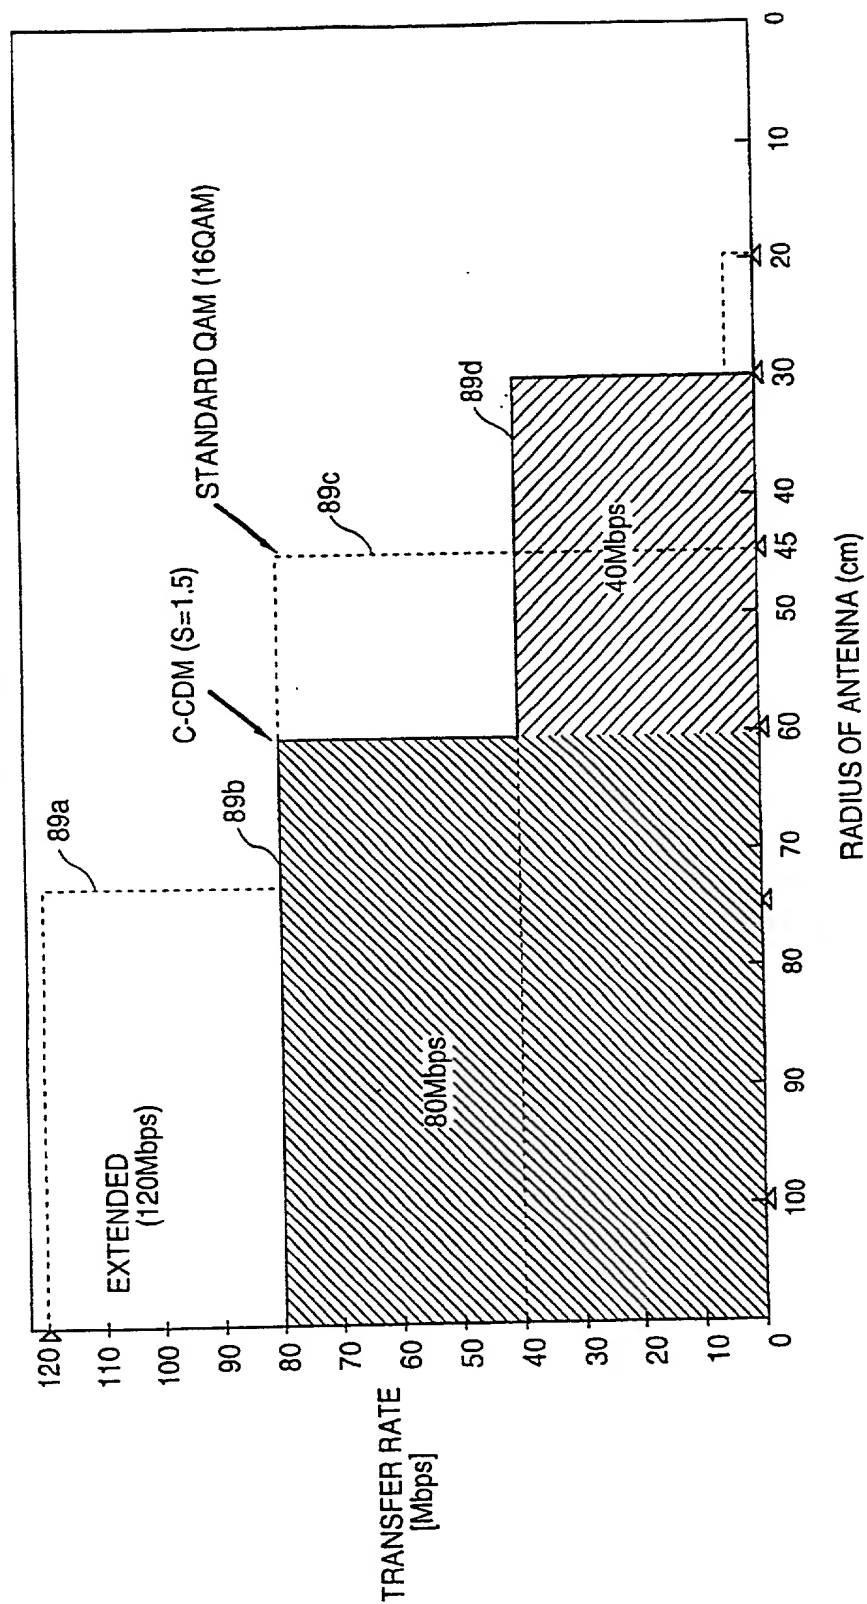 TRANSFER RATE
[Mbps]
120
110
100
90
80
70
60
50
40
30
20
10
0
EXTENDED
(120Mbps)
89a
89b
C-CDM (S=1.5)
STANDARD QAM (16QAM)
89c
89d
80Mbps
40Mbps
100
90
80
70
60
50
45
40
30
20
10
0
RADIUS OF ANTENNA (cm)